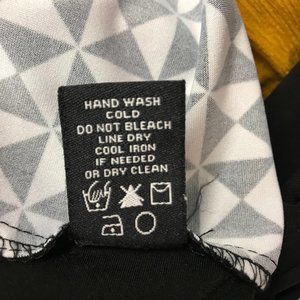 HAND WASH
COLD
DO NOT BLEACH
LINE DRY
COOL IRON
IF NEEDED
OR DRY CLEAN